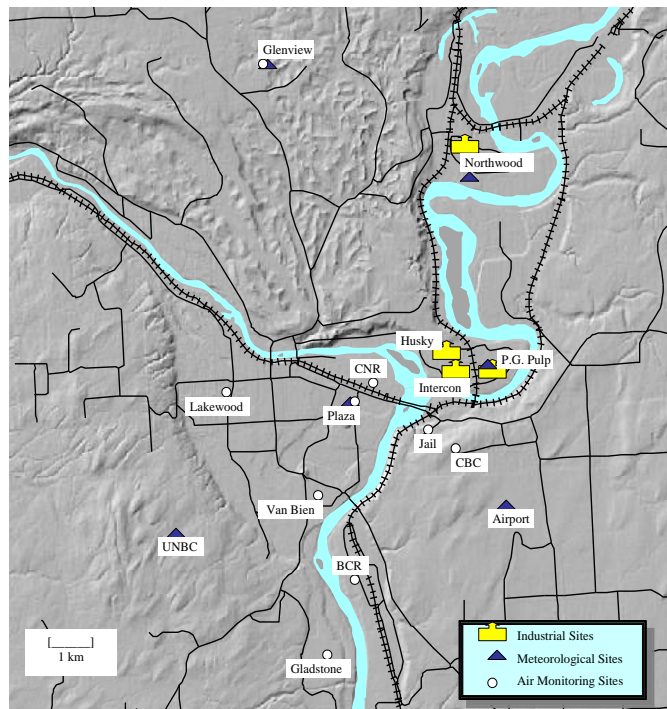 Glenview
Northwood
Husky
P.G. Pulp
CNR
Intercon
Lakewood
Plaza
Jail
CBC
Van Bien
Airport
UNBC
BCR
[______]
1 km
Gladstone
Industrial Sites
Meteorological Sites
Air Monitoring Sites